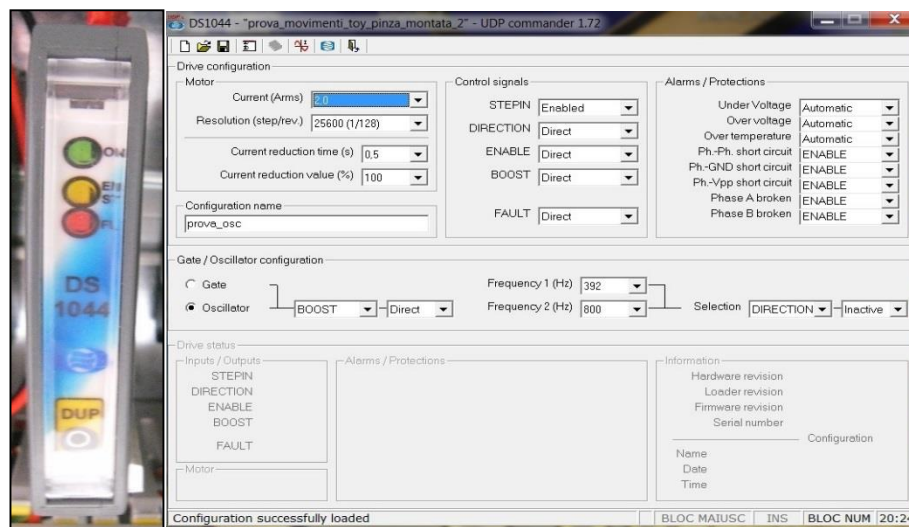 ON
EN
ST
FL
DS
1044
DUP
DS1044 - "prova_movimenti_toy_pinza_montata_2" - UDP commander 1.72
Drive configuration
Motor
Current (Arms) 2.0
Resolution (step/rev.) 25600 (1/128)
Current reduction time (s) 0,5
Current reduction value (%) 100
Configuration name
prova_osc
Control signals
STEPIN Enabled
DIRECTION Direct
ENABLE Direct
BOOST Direct
FAULT Direct
Alarms / Protections
Under Voltage Automatic
Over voltage Automatic
Over temperature Automatic
Ph.-Ph. short circuit ENABLE
Ph.-GND short circuit ENABLE
Ph.-Vpp short circuit ENABLE
Phase A broken ENABLE
Phase B broken ENABLE
Gate / Oscillator configuration
Gate
Oscillator BOOST Direct
Frequency 1 (Hz) 392
Frequency 2 (Hz) 800
Selection DIRECTION Inactive
Drive status
Inputs / Outputs
STEPIN
DIRECTION
ENABLE
BOOST
FAULT
Motor
Alarms / Protections
Information
Hardware revision
Loader revision
Firmware revision
Serial number
Configuration
Name
Date
Time
Configuration successfully loaded
BLOC MAIUSC INS BLOC NUM 20:24